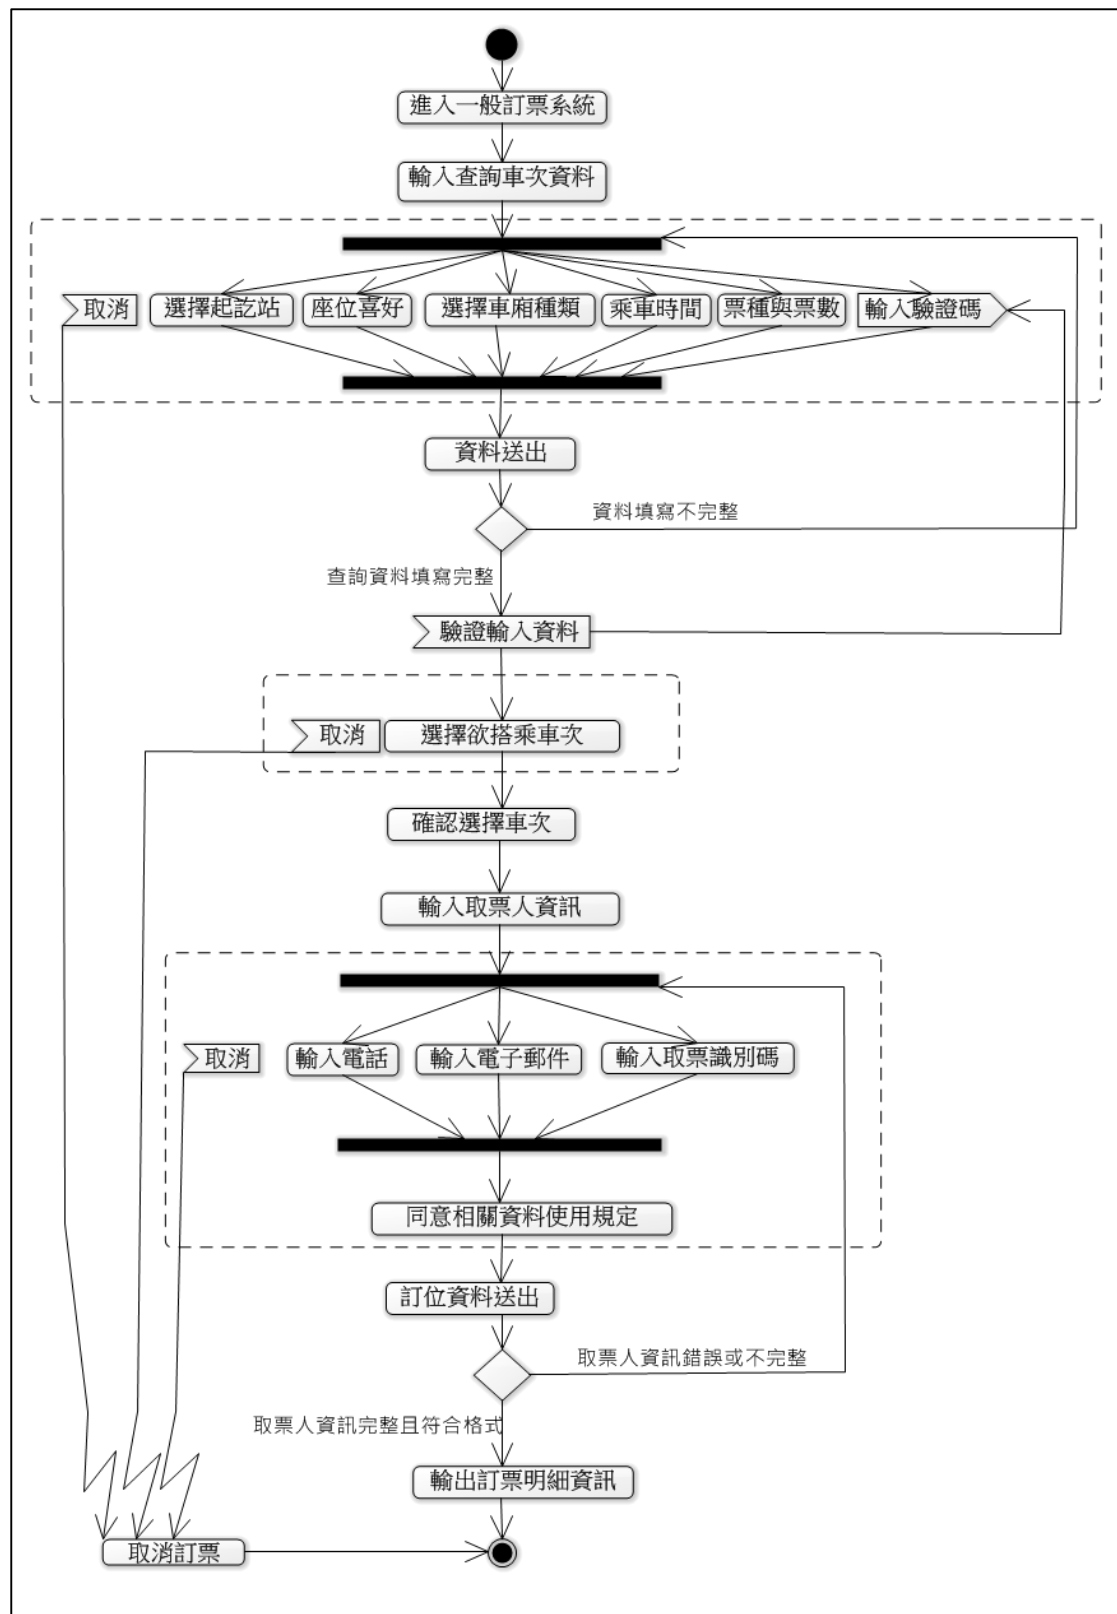 進入一般訂票系統
輸入查詢車次資料
取消
選擇起訖站
座位喜好
選擇車廂種類
乘車時間
票種與票數
輸入驗證碼
資料送出
資料填寫不完整
查詢資料填寫完整
驗證輸入資料
取消
選擇欲搭乘車次
確認選擇車次
輸入取票人資訊
取消
輸入電話
輸入電子郵件
輸入取票識別碼
同意相關資料使用規定
訂位資料送出
取票人資訊錯誤或不完整
取票人資訊完整且符合格式
輸出訂票明細資訊
取消訂票